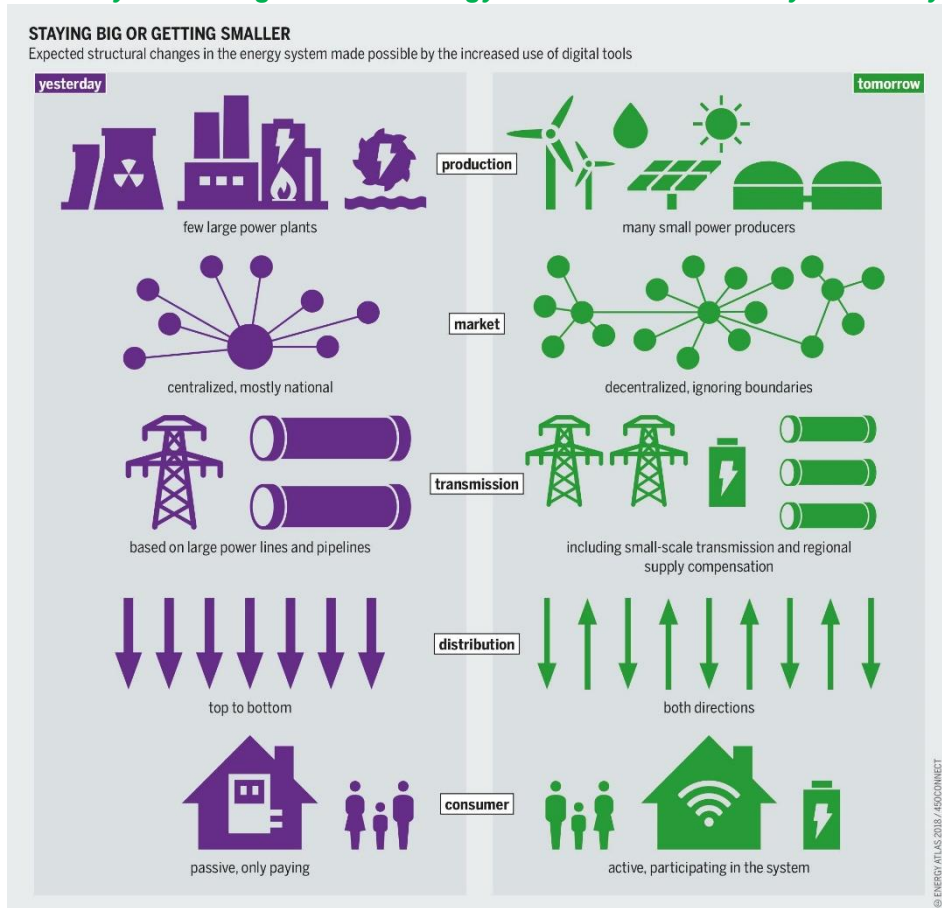 STAYING BIG OR GETTING SMALLER
Expected structural changes in the energy system made possible by the increased use of digital tools
yesterday
tomorrow
production
few large power plants
many small power producers
market
centralized, mostly national
decentralized, ignoring boundaries
transmission
based on large power lines and pipelines
including small-scale transmission and regional
supply compensation
distribution
top to bottom
both directions
consumer
passive, only paying
active, participating in the system
ENERGY ATLAS 2018 / 450CONNECT